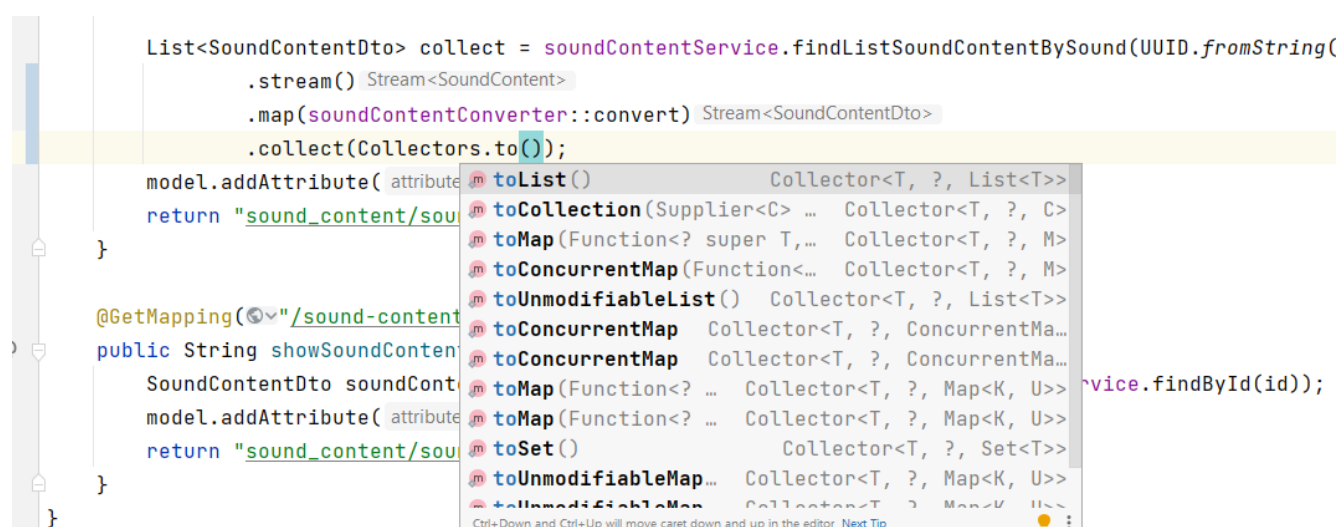 List<SoundContentDto> collect = soundContentService.findListSoundContentBySound(UUID.fromString(
.stream() Stream<SoundContent>
.map(soundContentConverter::convert) Stream<SoundContentDto>
.collect(Collectors.to());
model.addAttribute( attribute
return "sound_content/sou
}
@GetMapping("/sound-content
public String showSoundConten
SoundContentDto soundConte
rvice.findById(id));
model.addAttribute( attribute
return "sound_content/sou
}
}
m toList() Collector<T, ?, List<T>>
m toCollection(Supplier<C> … Collector<T, ?, C>
m toMap(Function<? super T,… Collector<T, ?, M>
m toConcurrentMap(Function<… Collector<T, ?, M>
m toUnmodifiableList() Collector<T, ?, List<T>>
m toConcurrentMap Collector<T, ?, ConcurrentMa…
m toConcurrentMap Collector<T, ?, ConcurrentMa…
m toMap(Function<? … Collector<T, ?, Map<K, U>>
m toMap(Function<? … Collector<T, ?, Map<K, U>>
m toSet() Collector<T, ?, Set<T>>
m toUnmodifiableMap… Collector<T, ?, Map<K, U>>
m toUnmodifiableMap Collector<T, ?, Map<K, U>>
Ctrl+Down and Ctrl+Up will move caret down and up in the editor Next Tip